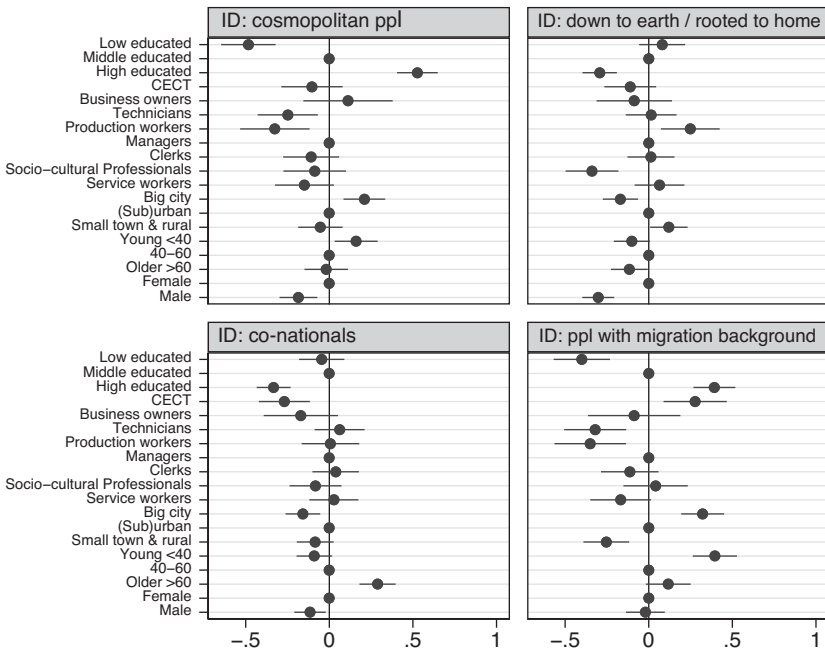 ID: cosmopolitan ppl
ID: down to earth / rooted to home
Low educated
Middle educated
High educated
CECT
Business owners
Technicians
Production workers
Managers
Clerks
Socio−cultural Professionals
Service workers
Big city
(Sub)urban
Small town & rural
Young <40
40−60
Older >60
Female
Male
ID: co-nationals
ID: ppl with migration background
Low educated
Middle educated
High educated
CECT
Business owners
Technicians
Production workers
Managers
Clerks
Socio−cultural Professionals
Service workers
Big city
(Sub)urban
Small town & rural
Young <40
40−60
Older >60
Female
Male
−.5 0 .5 1 −.5 0 .5 1